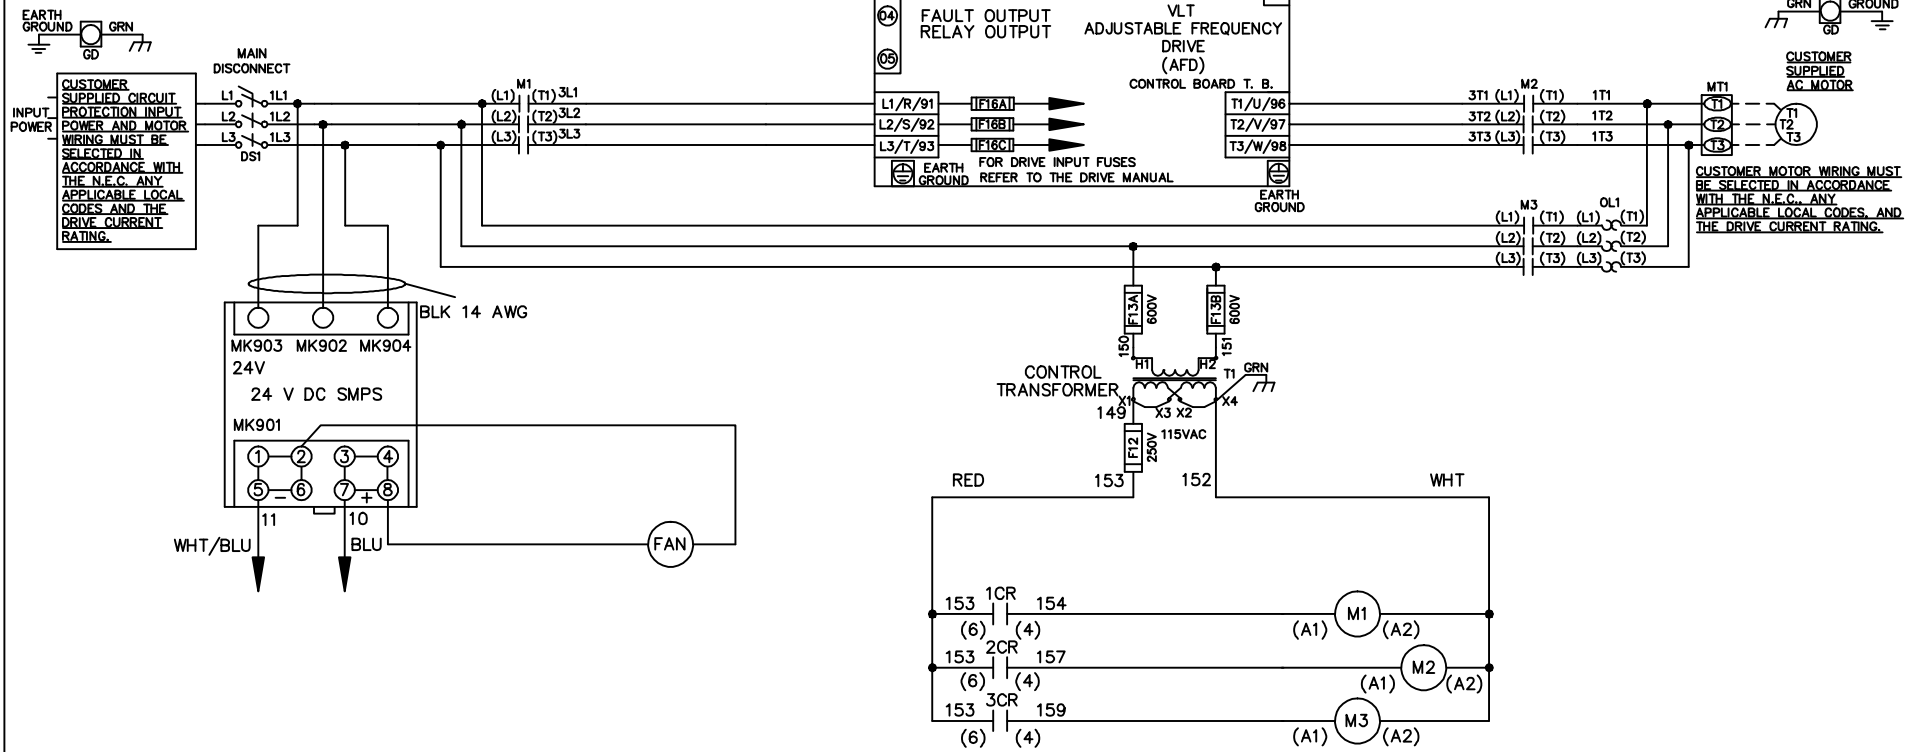 EARTH
GROUND
GRN
GD
04
FAULT OUTPUT
RELAY OUTPUT
05
VLT
ADJUSTABLE FREQUENCY
DRIVE
(AFD)
CONTROL BOARD T. B.
GRN
GROUND
GD
CUSTOMER
SUPPLIED
AC MOTOR
INPUT
POWER
CUSTOMER
SUPPLIED CIRCUIT
PROTECTION INPUT
POWER AND MOTOR
WIRING MUST BE
SELECTED IN
ACCORDANCE WITH
THE N.E.C. ANY
APPLICABLE LOCAL
CODES AND THE
DRIVE CURRENT
RATING.
MAIN
DISCONNECT
L1 1L1
L2 1L2
L3 1L3
DS1
M1
(L1) (T1) 3L1
(L2) (T2) 3L2
(L3) (T3) 3L3
L1/R/91
L2/S/92
L3/T/93
F16A
F16B
F16C
EARTH
GROUND
FOR DRIVE INPUT FUSES
REFER TO THE DRIVE MANUAL
T1/U/96
T2/V/97
T3/W/98
EARTH
GROUND
M2
3T1 (L1) (T1) 1T1
3T2 (L2) (T2) 1T2
3T3 (L3) (T3) 1T3
MT1
T1
T2
T3
T1
T2
T3
CUSTOMER MOTOR WIRING MUST
BE SELECTED IN ACCORDANCE
WITH THE N.E.C., ANY
APPLICABLE LOCAL CODES, AND
THE DRIVE CURRENT RATING.
M3 OL1
(L1) (T1) (L1) (T1)
(L2) (T2) (L2) (T2)
(L3) (T3) (L3) (T3)
BLK 14 AWG
MK903 MK902 MK904
24V
24 V DC SMPS
MK901
1 2 3 4
5 - 6 7 + 8
11 10
WHT/BLU BLU
FAN
F13A
600V
F13B
600V
150
151
H1 H2
CONTROL
TRANSFORMER
T1
GRN
X1 X3 X2 X4
149
F12
250V
115VAC
RED 153 152 WHT
1CR
153 154
(6) (4)
M1
(A1) (A2)
2CR
153 157
(6) (4)
M2
(A1) (A2)
3CR
153 159
(6) (4)
M3
(A1) (A2)